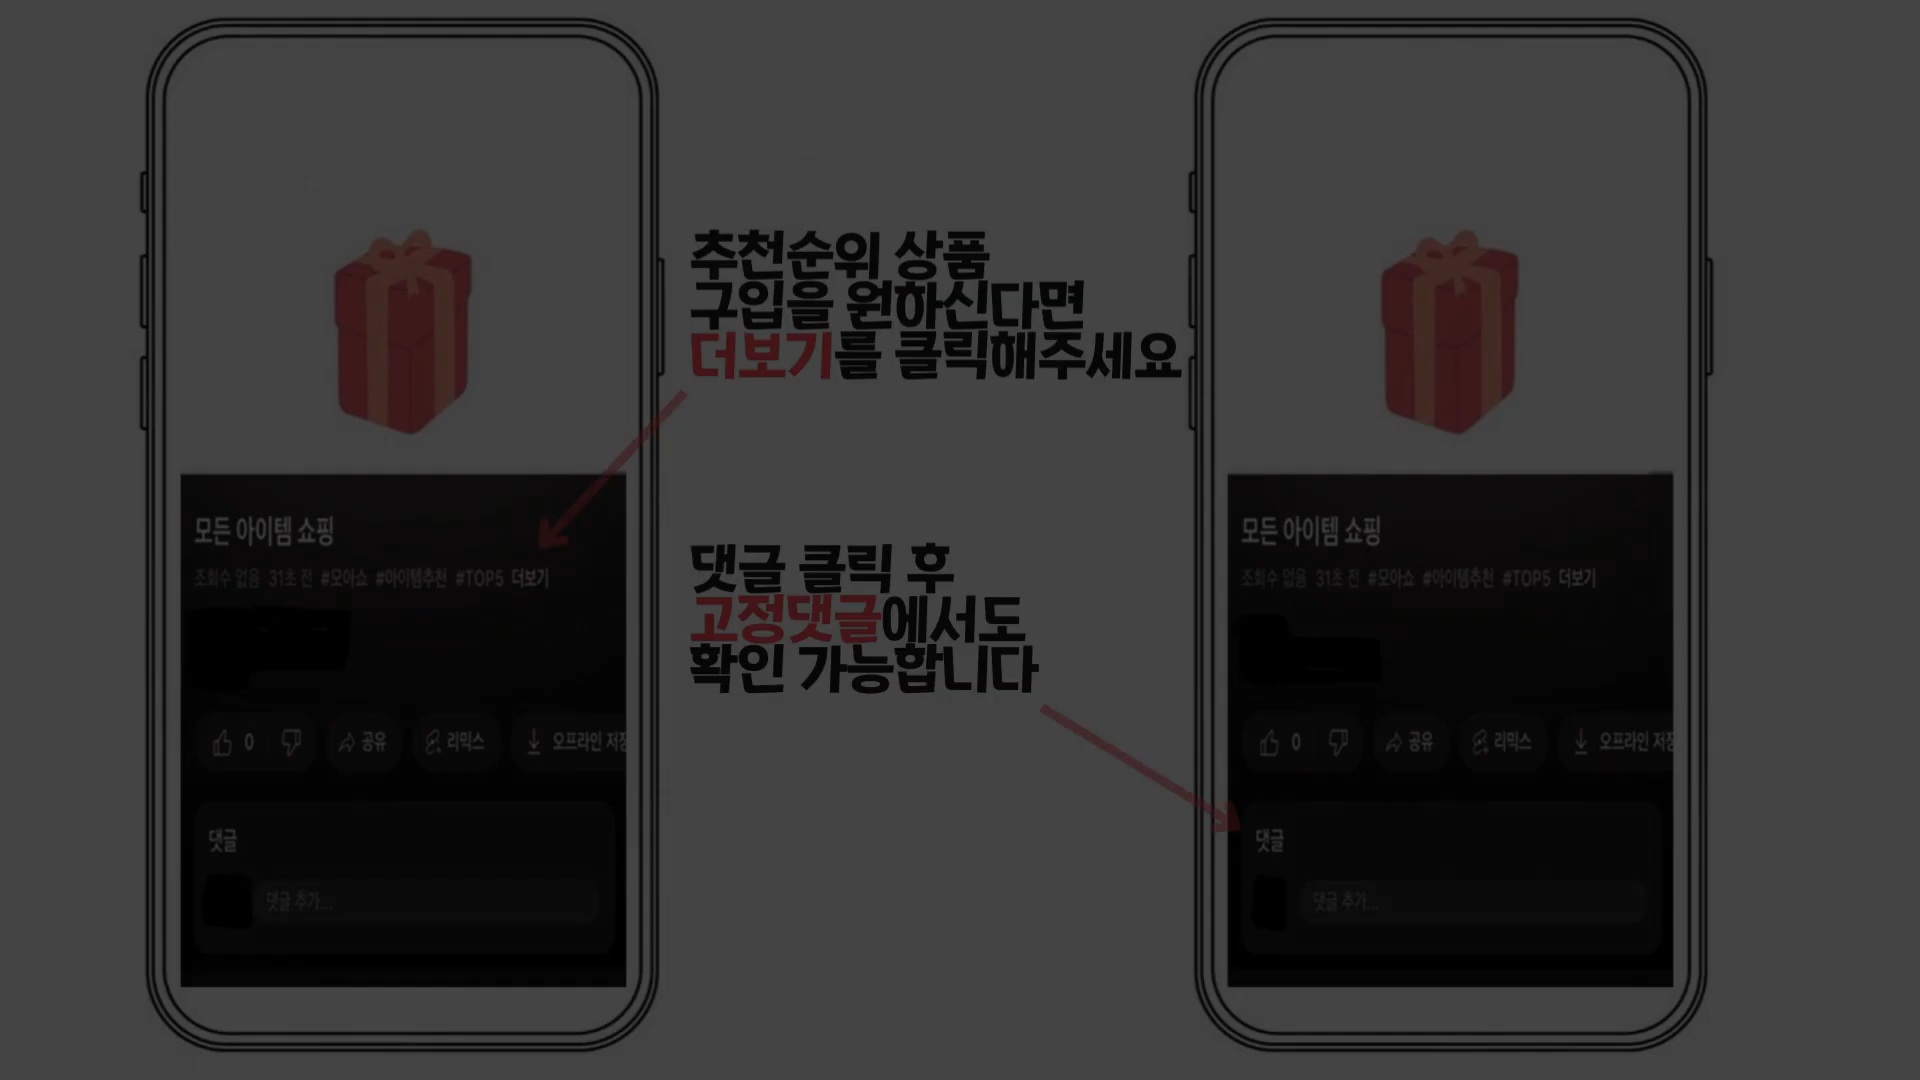 추천순위 상품
구입을 원하신다면
더보기를 클릭해주세요
모든 아이템 쇼핑
조회수 없음 31초 전 #모아쇼 #아이템추천 #TOP5 더보기
0 공유 리믹스 오프라인 저장
댓글
댓글 추가...
댓글 클릭 후
고정댓글에서도
확인 가능합니다
모든 아이템 쇼핑
조회수 없음 31초 전 #모아쇼 #아이템추천 #TOP5 더보기
0 공유 리믹스 오프라인 저장
댓글
댓글 추가...